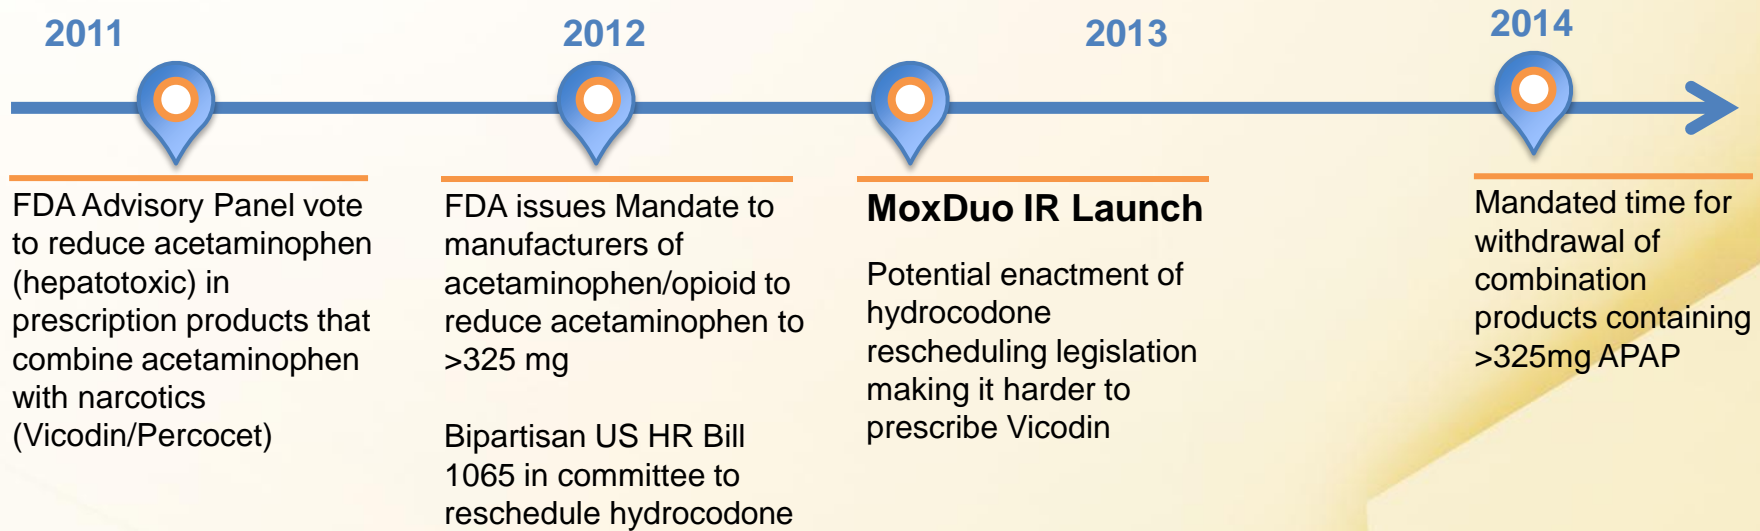 2011
FDA Advisory Panel vote
to reduce acetaminophen
(hepatotoxic) in
prescription products that
combine acetaminophen
with narcotics
(Vicodin/Percocet)
2012
FDA issues Mandate to
manufacturers of
acetaminophen/opioid to
reduce acetaminophen to
>325 mg
Bipartisan US HR Bill
1065 in committee to
reschedule hydrocodone
2013
MoxDuo IR Launch
Potential enactment of
hydrocodone
rescheduling legislation
making it harder to
prescribe Vicodin
2014
Mandated time for
withdrawal of
combination
products containing
>325mg APAP